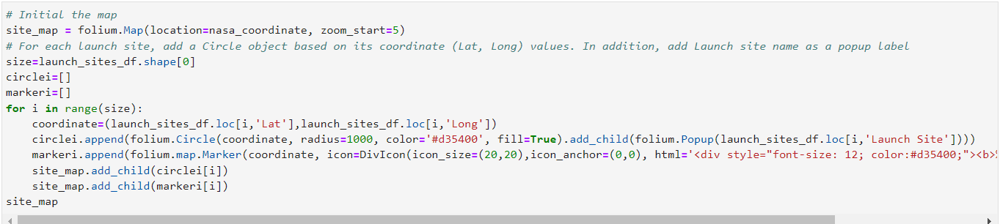 # Initial the map
site_map = folium.Map(location=nasa_coordinate, zoom_start=5)
# For each launch site, add a Circle object based on its coordinate (Lat, Long) values. In addition, add Launch site name as a popup label
size=launch_sites_df.shape[0]
circlei=[]
markeri=[]
for i in range(size):
    coordinate=(launch_sites_df.loc[i,'Lat'],launch_sites_df.loc[i,'Long'])
    circlei.append(folium.Circle(coordinate, radius=1000, color='#d35400', fill=True).add_child(folium.Popup(launch_sites_df.loc[i,'Launch Site'])))
    markeri.append(folium.map.Marker(coordinate, icon=DivIcon(icon_size=(20,20),icon_anchor=(0,0), html='<div style="font-size: 12; color:#d35400;"><b>
    site_map.add_child(circlei[i])
    site_map.add_child(markeri[i])
site_map